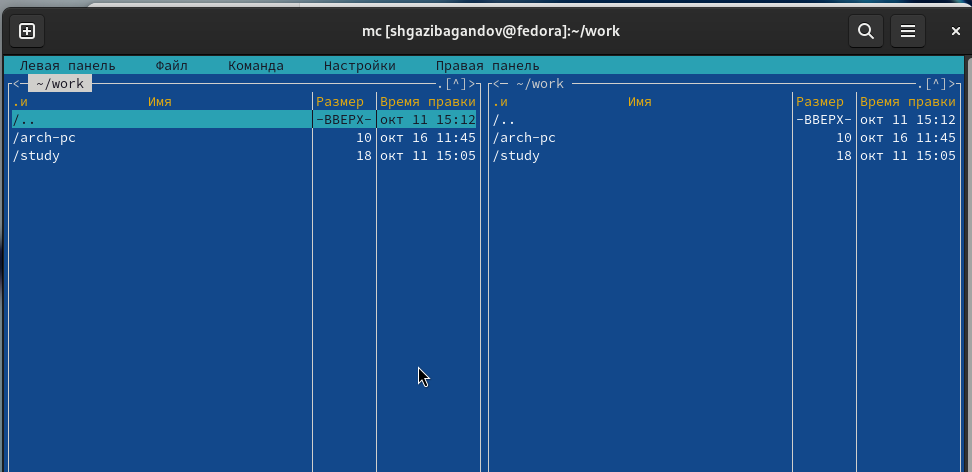 mc [shgazibagandov@fedora]:~/work
Левая панель Файл Команда Настройки Правая панель
<─ ~/work .[^]> <─ ~/work .[^]>
.и Имя Размер Время правки .и Имя Размер Время правки
/.. -ВВЕРХ- окт 11 15:12 /.. -ВВЕРХ- окт 11 15:12
/arch-pc 10 окт 16 11:45 /arch-pc 10 окт 16 11:45
/study 18 окт 11 15:05 /study 18 окт 11 15:05